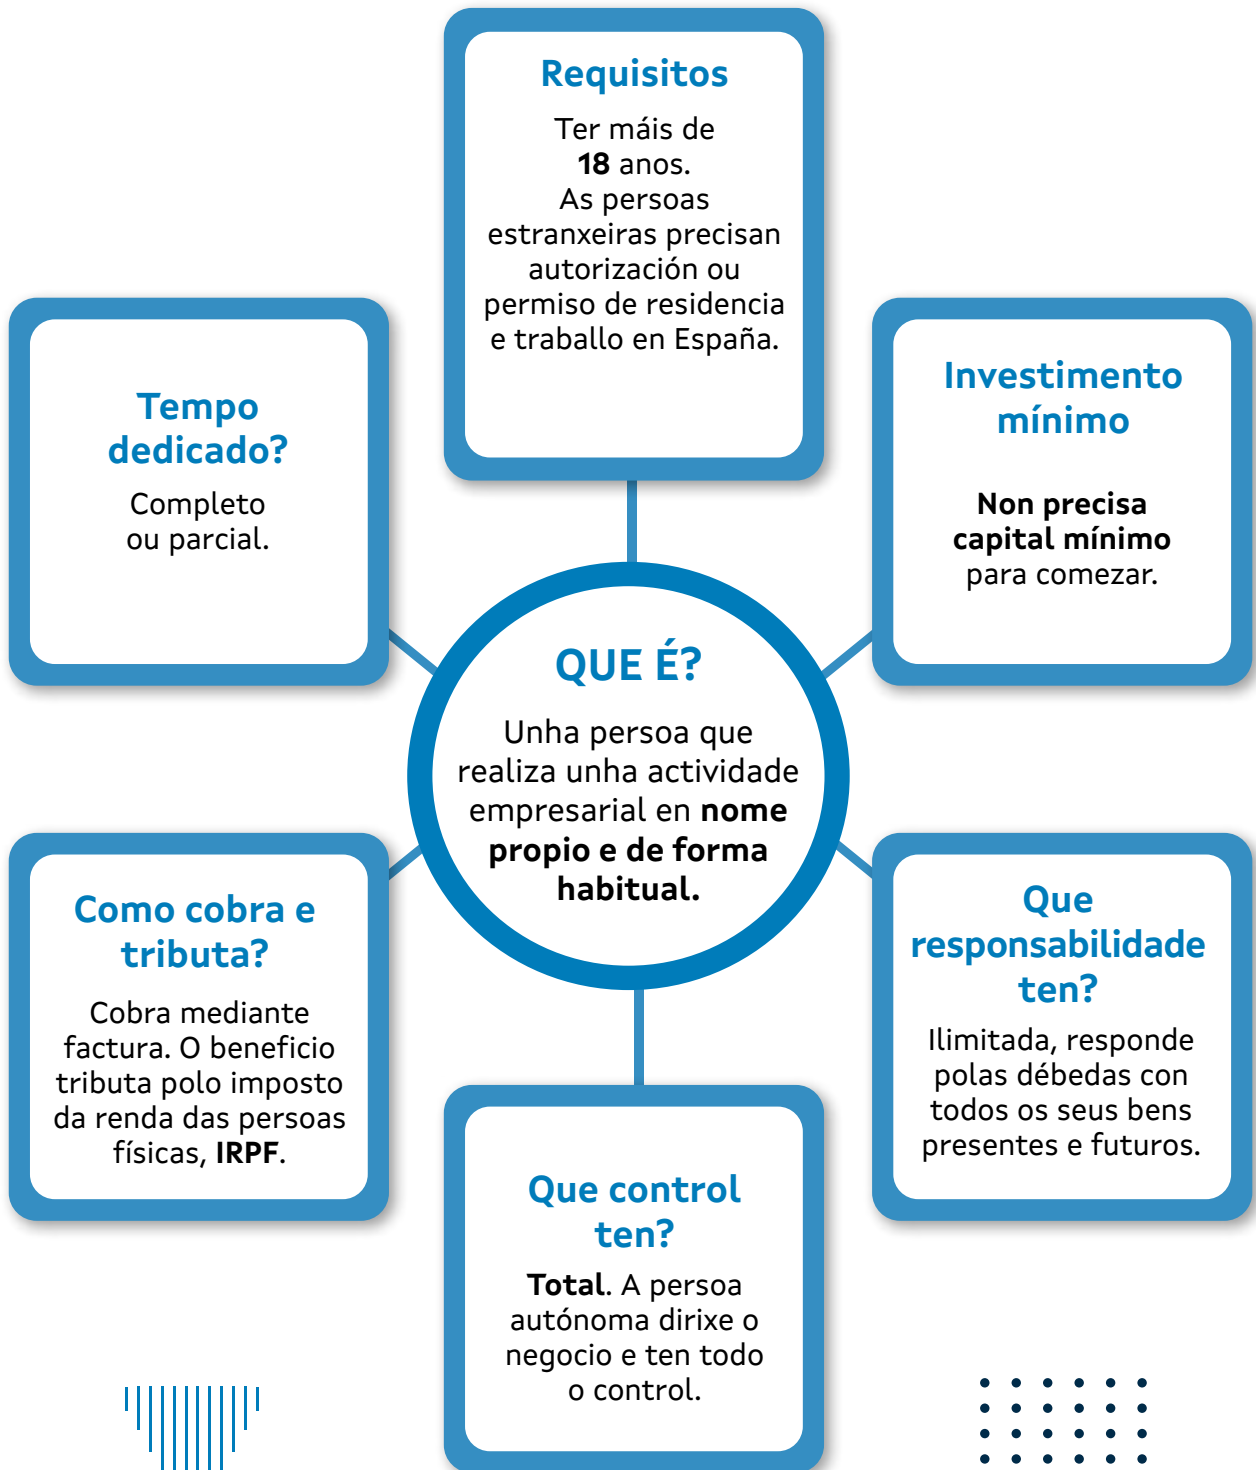 Requisitos
Ter máis de
18 anos.
As persoas
estranxeiras precisan
autorización ou
permiso de residencia
e traballo en España.
Tempo
dedicado?
Completo
ou parcial.
Investimento
mínimo
Non precisa
capital mínimo
para comezar.
QUE É?
Unha persoa que
realiza unha actividade
empresarial en nome
propio e de forma
habitual.
Como cobra e
tributa?
Cobra mediante
factura. O beneficio
tributa polo imposto
da renda das persoas
físicas, IRPF.
Que
responsabilidade
ten?
Ilimitada, responde
polas débedas con
todos os seus bens
presentes e futuros.
Que control
ten?
Total. A persoa
autónoma dirixe o
negocio e ten todo
o control.